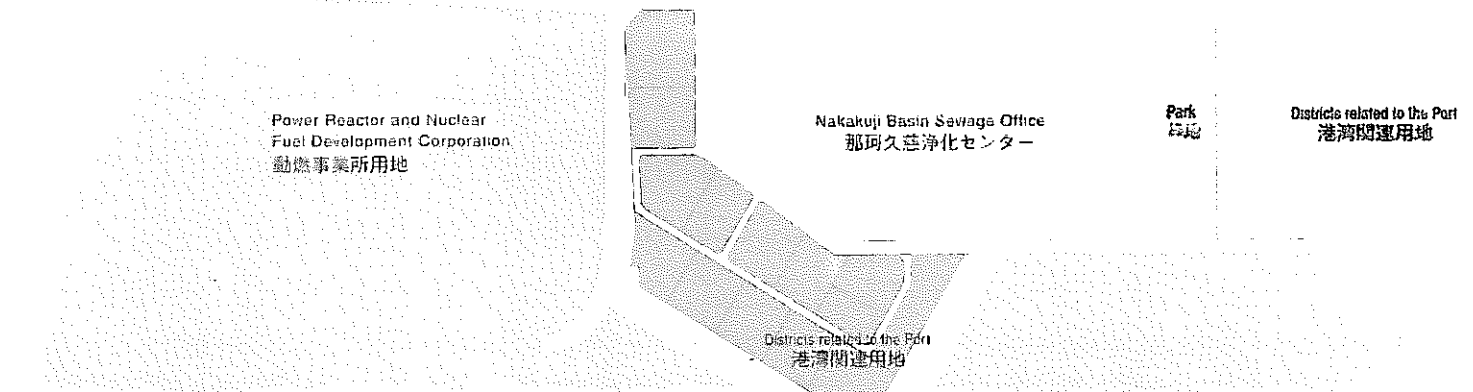 Power Reactor and Nuclear
Fuel Development Corporation
動燃事業所用地
Nakakuji Basin Sewage Office
那珂久慈浄化センター
Park
緑地
Districts related to the Port
港湾関連用地
Districts related to the Port
港湾関連用地